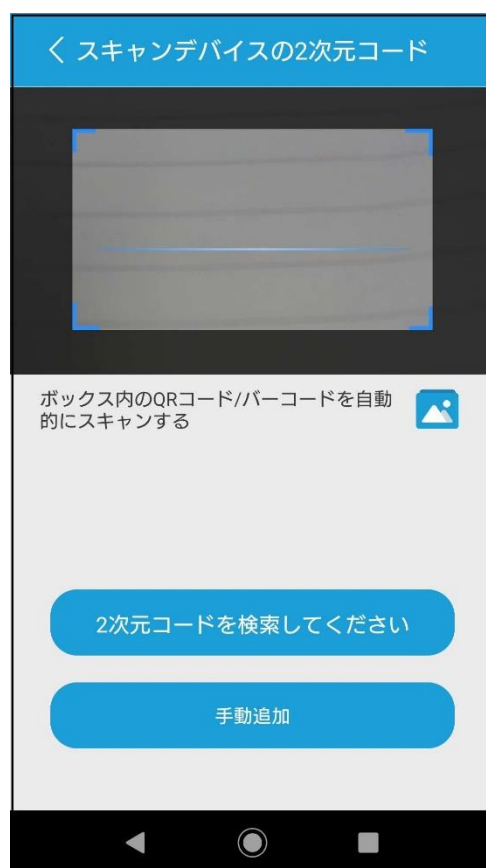 スキャンデバイスの2次元コード
ボックス内のQRコード/バーコードを自動
的にスキャンする
2次元コードを検索してください
手動追加